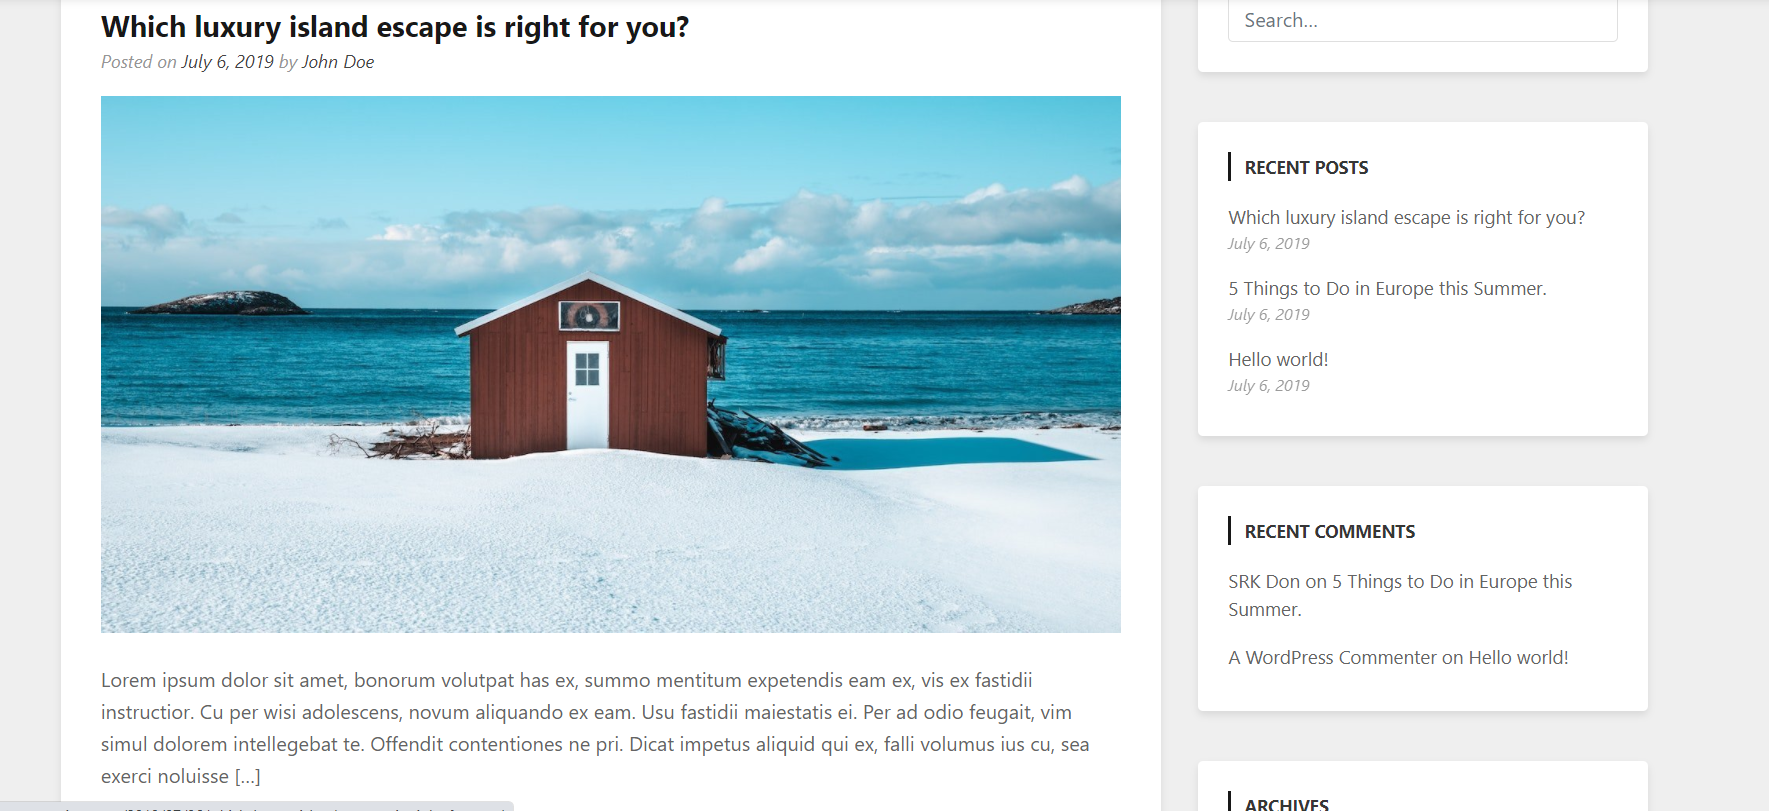 Which luxury island escape is right for you?
Posted on July 6, 2019 by John Doe
Lorem ipsum dolor sit amet, bonorum volutpat has ex, summo mentitum expetendis eam ex, vis ex fastidii
instructior. Cu per wisi adolescens, novum aliquando ex eam. Usu fastidii maiestatis ei. Per ad odio feugait, vim
simul dolorem intellegebat te. Offendit contentiones ne pri. Dicat impetus aliquid qui ex, falli volumus ius cu, sea
exerci noluisse [...]
Search...
RECENT POSTS
Which luxury island escape is right for you?
July 6, 2019
5 Things to Do in Europe this Summer.
July 6, 2019
Hello world!
July 6, 2019
RECENT COMMENTS
SRK Don on 5 Things to Do in Europe this
Summer.
A WordPress Commenter on Hello world!
ARCHIVES